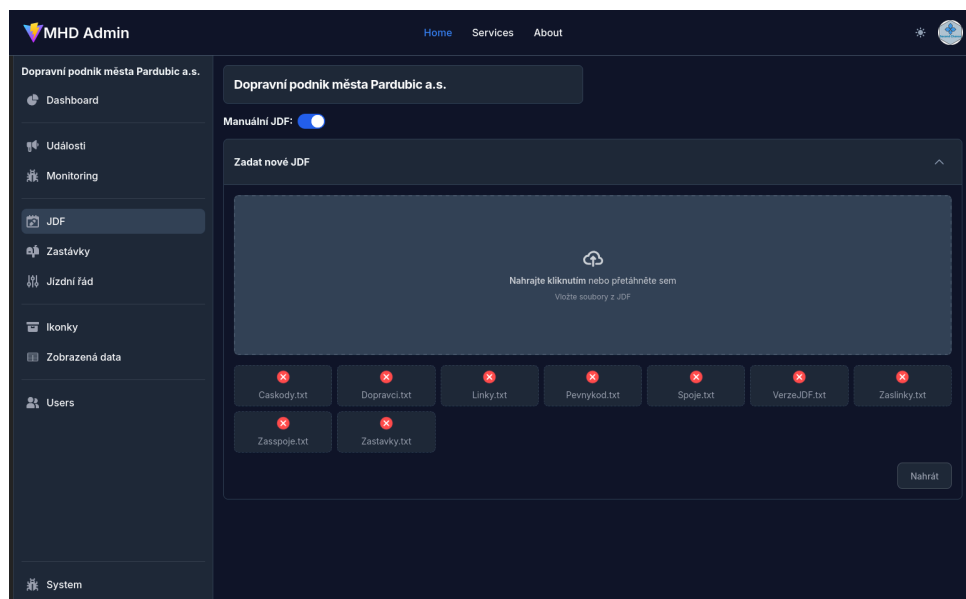 MHD Admin
Home Services About
Dopravní podnik města Pardubic a.s.
Dashboard
Události
Monitoring
JDF
Zastávky
Jízdní řád
Ikonky
Zobrazená data
Users
System
Dopravní podnik města Pardubic a.s.
Manuální JDF:
Zadat nové JDF
Nahrajte kliknutím nebo přetáhněte sem
Vložte soubory z JDF
Caskody.txt Dopravci.txt Linky.txt Pevnykod.txt Spoje.txt VerzeJDF.txt Zaslinky.txt
Zasspoje.txt Zastavky.txt
Nahrát